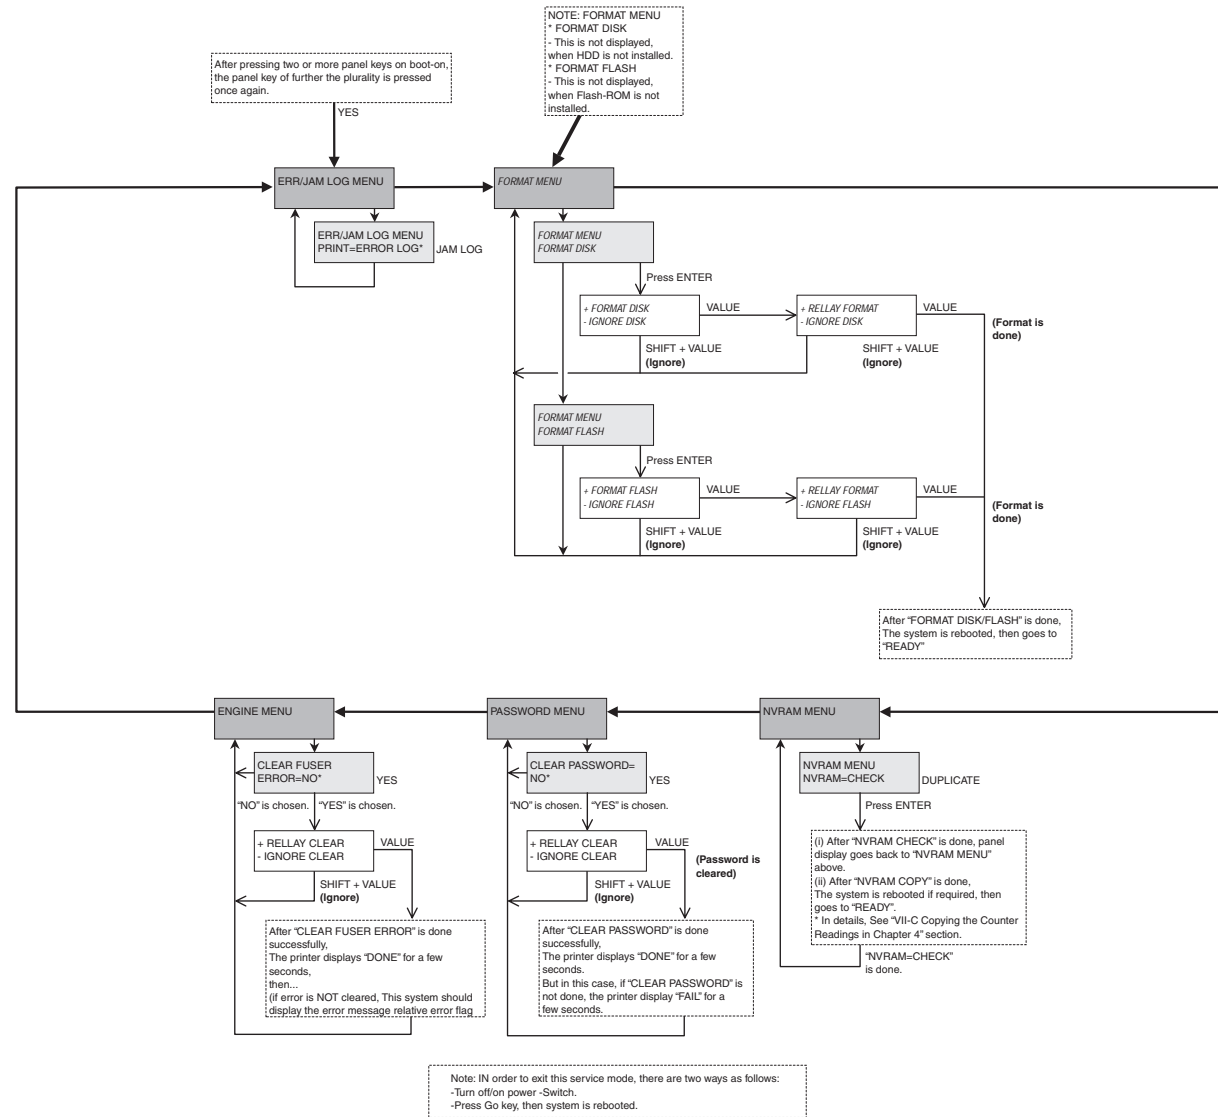 NOTE: FORMAT MENU
* FORMAT DISK
- This is not displayed,
when HDD is not installed.
* FORMAT FLASH
- This is not displayed,
when Flash-ROM is not
installed.
After pressing two or more panel keys on boot-on,
the panel key of further the plurality is pressed
once again.
YES
ERR/JAM LOG MENU
FORMAT MENU
ERR/JAM LOG MENU
PRINT=ERROR LOG*
JAM LOG
FORMAT MENU
FORMAT DISK
Press ENTER
+ FORMAT DISK
- IGNORE DISK
VALUE
+ RELLAY FORMAT
- IGNORE DISK
VALUE
(Format is
done)
SHIFT + VALUE
(Ignore)
SHIFT + VALUE
(Ignore)
FORMAT MENU
FORMAT FLASH
Press ENTER
+ FORMAT FLASH
- IGNORE FLASH
VALUE
+ RELLAY FORMAT
- IGNORE FLASH
VALUE
(Format is
done)
SHIFT + VALUE
(Ignore)
SHIFT + VALUE
(Ignore)
After “FORMAT DISK/FLASH” is done,
The system is rebooted, then goes to
“READY”
ENGINE MENU
PASSWORD MENU
NVRAM MENU
CLEAR FUSER
ERROR=NO*
YES
“NO” is chosen.
“YES” is chosen.
+ RELLAY CLEAR
- IGNORE CLEAR
VALUE
SHIFT + VALUE
(Ignore)
After “CLEAR FUSER ERROR” is done
successfully,
The printer displays “DONE” for a few
seconds,
then...
(if error is NOT cleared, This system should
display the error message relative error flag
CLEAR PASSWORD=
NO*
YES
“NO” is chosen.
“YES” is chosen.
+ RELLAY CLEAR
- IGNORE CLEAR
VALUE
(Password is
cleared)
SHIFT + VALUE
(Ignore)
After “CLEAR PASSWORD” is done
successfully,
The printer displays “DONE” for a few
seconds.
But in this case, if “CLEAR PASSWORD” is
not done, the printer display “FAIL” for a
few seconds.
NVRAM MENU
NVRAM=CHECK
DUPLICATE
Press ENTER
(i) After “NVRAM CHECK” is done, panel
display goes back to “NVRAM MENU”
above.
(ii) After “NVRAM COPY” is done,
The system is rebooted if required, then
goes to “READY”.
* In details, See “VII-C Copying the Counter
Readings in Chapter 4” section.
“NVRAM=CHECK”
is done.
Note: IN order to exit this service mode, there are two ways as follows:
-Turn off/on power -Switch.
-Press Go key, then system is rebooted.